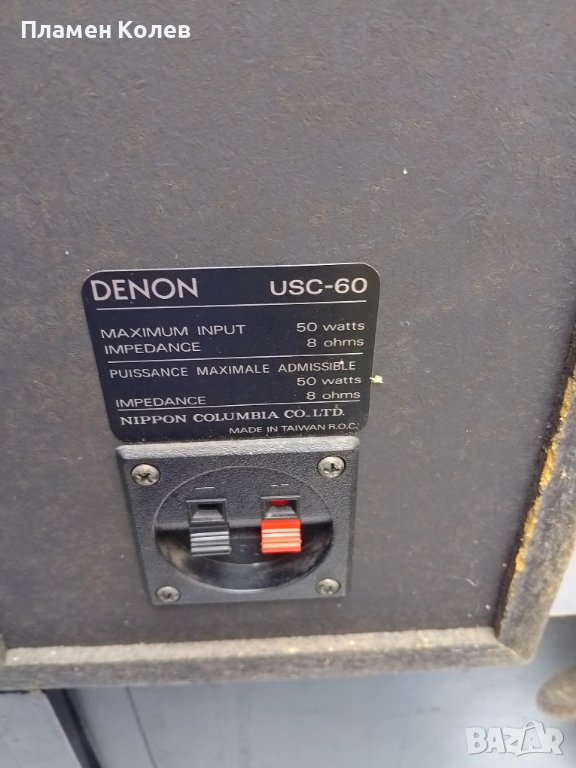 Пламен Колев
DENON USC-60
MAXIMUM INPUT 50 watts
IMPEDANCE 8 ohms
PUISSANCE MAXIMALE ADMISSIBLE
50 watts
IMPEDANCE 8 ohms
NIPPON COLUMBIA CO., LTD.
MADE IN TAIWAN R.O.C.
BAZAR